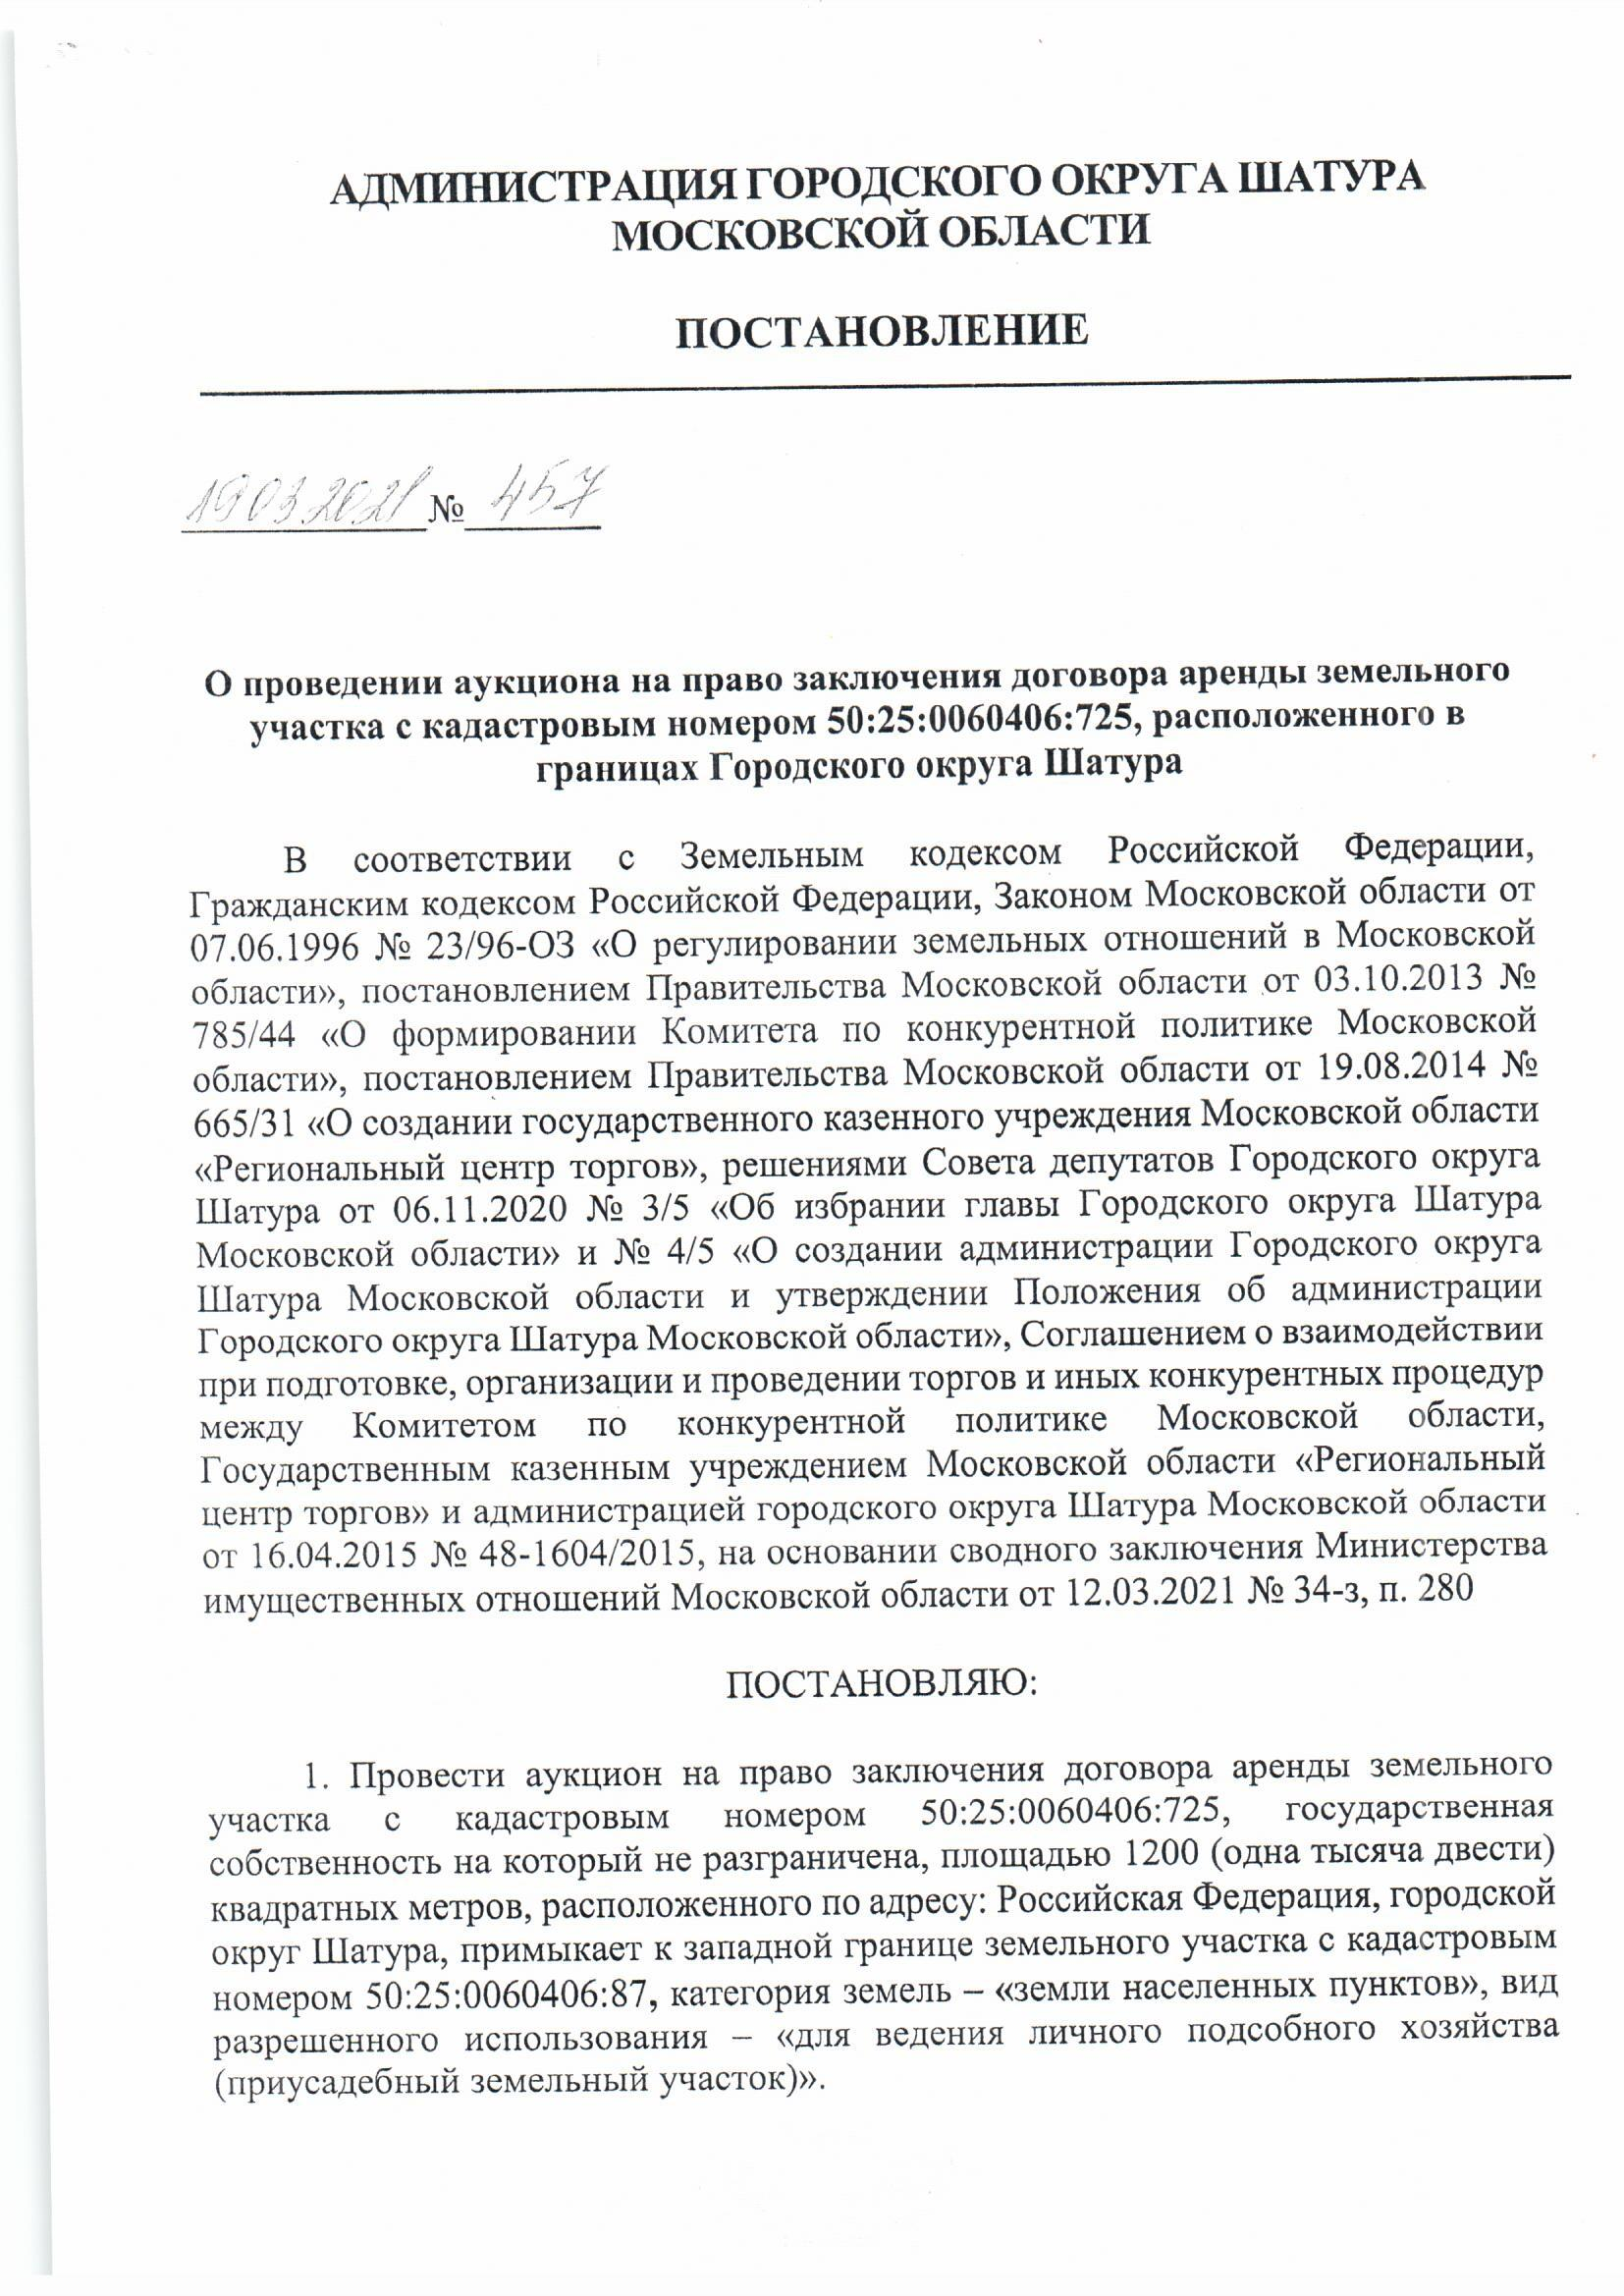 АДМИНИСТРАЦИЯ ГОРОДСКОГО ОКРУГА ШАТУРА
МОСКОВСКОЙ ОБЛАСТИ
ПОСТАНОВЛЕНИЕ
19032021 № 457
О проведении аукциона на право заключения договора аренды земельного
участка с кадастровым номером 50:25:0060406:725, расположенного в
границах Городского округа Шатура
В соответствии с Земельным кодексом Российской Федерации,
Гражданским кодексом Российской Федерации, Законом Московской области от
07.06.1996 № 23/96-ОЗ «О регулировании земельных отношений в Московской
области», постановлением Правительства Московской области от 03.10.2013 №
785/44 «О формировании Комитета по конкурентной политике Московской
области», постановлением Правительства Московской области от 19.08.2014 №
665/31 «О создании государственного казенного учреждения Московской области
«Региональный центр торгов», решениями Совета депутатов Городского округа
Шатура от 06.11.2020 № 3/5 «Об избрании главы Городского округа Шатура
Московской области» и № 4/5 «О создании администрации Городского округа
Шатура Московской области и утверждении Положения об администрации
Городского округа Шатура Московской области», Соглашением о взаимодействии
при подготовке, организации и проведении торгов и иных конкурентных процедур
между Комитетом по конкурентной политике Московской области,
Государственным казенным учреждением Московской области «Региональный
центр торгов» и администрацией городского округа Шатура Московской области
от 16.04.2015 № 48-1604/2015, на основании сводного заключения Министерства
имущественных отношений Московской области от 12.03.2021 № 34-з, п. 280
ПОСТАНОВЛЯЮ:
1. Провести аукцион на право заключения договора аренды земельного
участка с кадастровым номером 50:25:0060406:725, государственная
собственность на который не разграничена, площадью 1200 (одна тысяча двести)
квадратных метров, расположенного по адресу: Российская Федерация, городской
округ Шатура, примыкает к западной границе земельного участка с кадастровым
номером 50:25:0060406:87, категория земель – «земли населенных пунктов», вид
разрешенного использования – «для ведения личного подсобного хозяйства
(приусадебный земельный участок)».